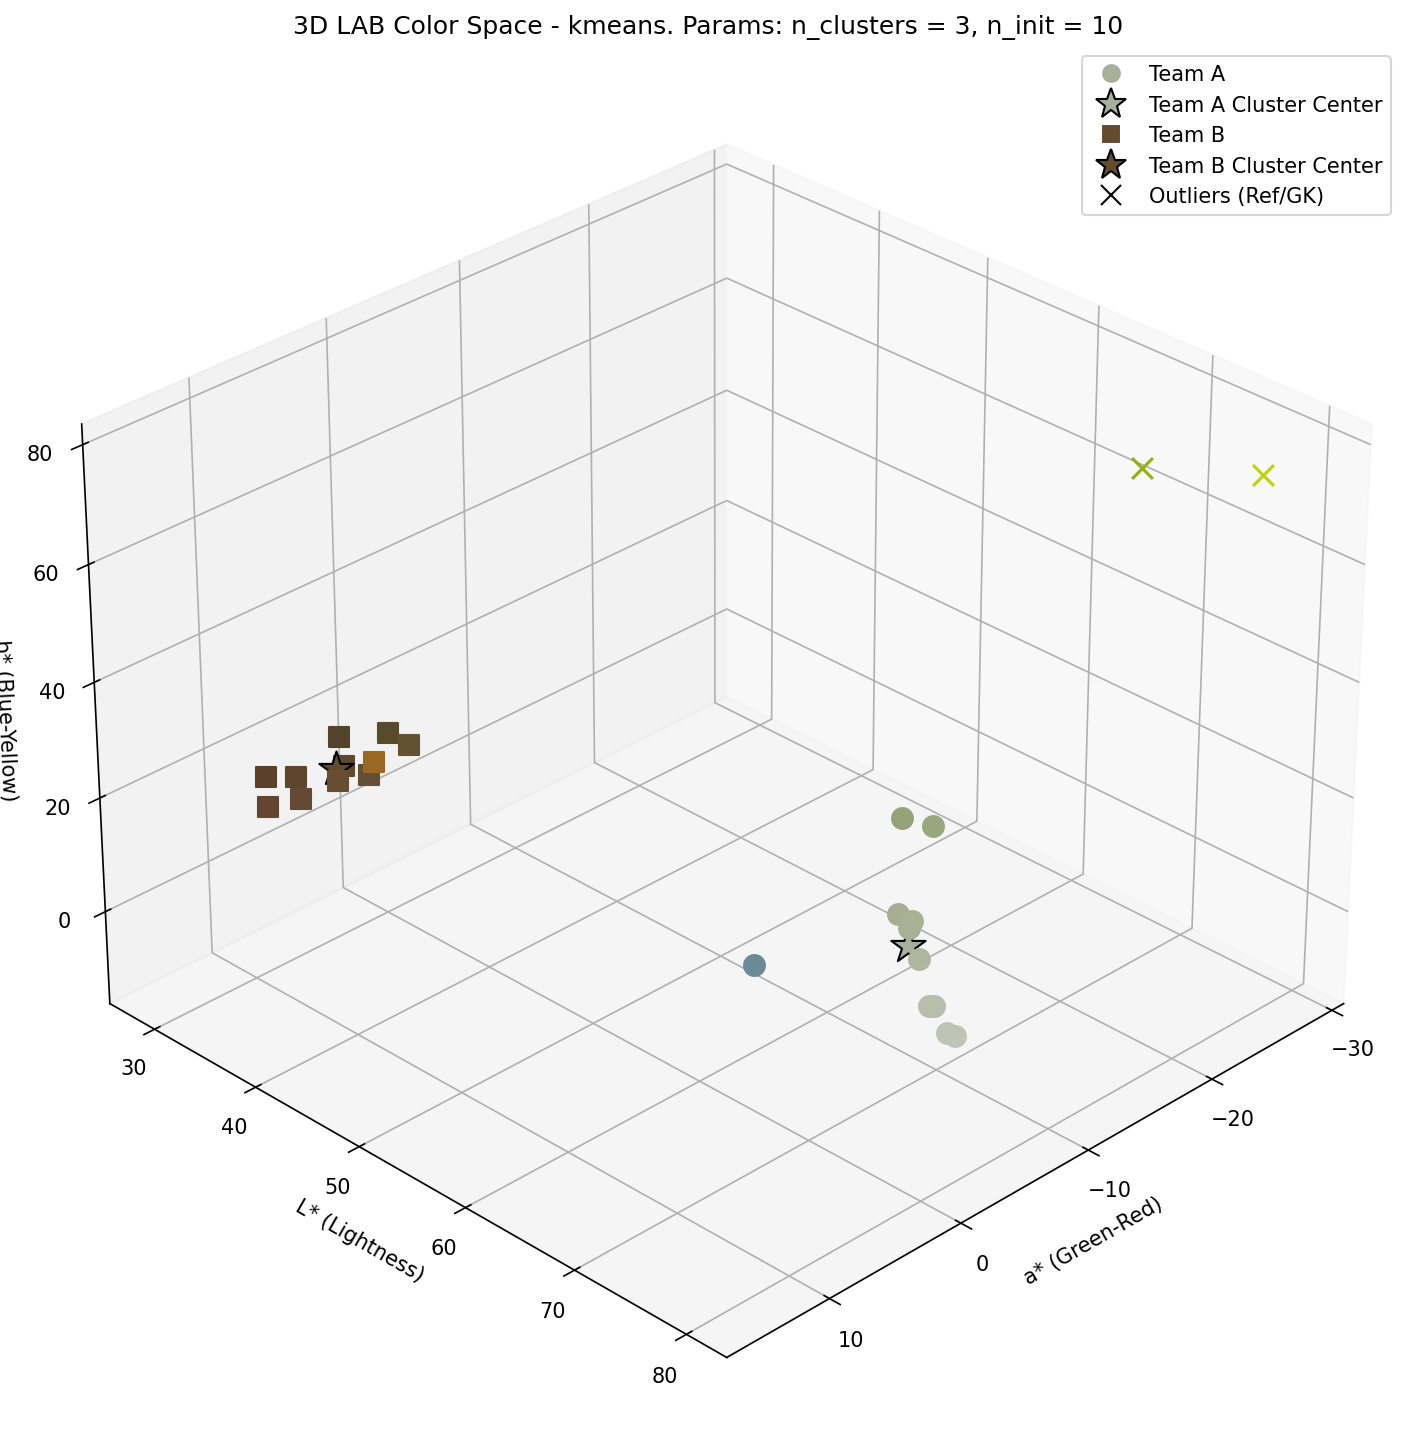 3D LAB Color Space - kmeans. Params: n_clusters = 3, n_init = 10
Team A
Team A Cluster Center
Team B
Team B Cluster Center
Outliers (Ref/GK)
80
60
40
20
0
b* (Blue-Yellow)
30
40
50
60
70
80
L* (Lightness)
−30
−20
−10
0
10
a* (Green-Red)